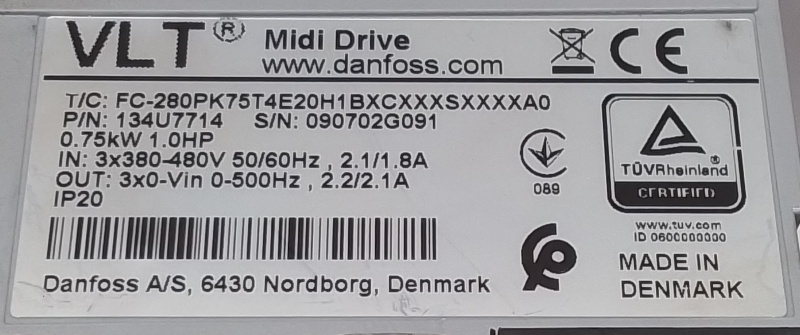 VLT® Midi Drive
www.danfoss.com
CE
T/C: FC-280PK75T4E20H1BXCXXXSXXXXA0
P/N: 134U7714 S/N: 090702G091
0.75kW 1.0HP
IN: 3x380-480V 50/60Hz , 2.1/1.8A
OUT: 3x0-Vin 0-500Hz , 2.2/2.1A
IP20
089
TÜVRheinland®
CERTIFIED
www.tuv.com
ID 0600000000
Danfoss A/S, 6430 Nordborg, Denmark
MADE IN
DENMARK